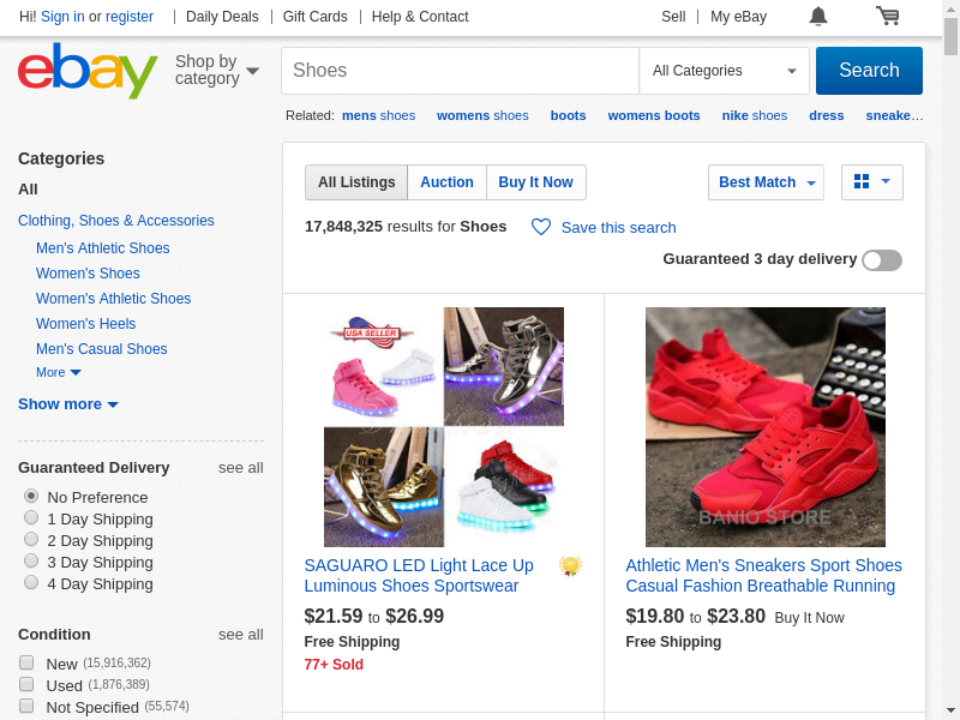 Hi! Sign in or register | Daily Deals | Gift Cards | Help & Contact Sell | My eBay
ebay
Shop by
category
Shoes
All Categories
Search
Related: mens shoes womens shoes boots womens boots nike shoes dress sneake…
Categories
All
Clothing, Shoes & Accessories
Men's Athletic Shoes
Women's Shoes
Women's Athletic Shoes
Women's Heels
Men's Casual Shoes
More
Show more
Guaranteed Delivery see all
No Preference
1 Day Shipping
2 Day Shipping
3 Day Shipping
4 Day Shipping
Condition see all
New (15,916,362)
Used (1,876,389)
Not Specified (55,574)
All Listings Auction Buy It Now Best Match
17,848,325 results for Shoes Save this search
Guaranteed 3 day delivery
USA SELLER
SAGUARO LED Light Lace Up
Luminous Shoes Sportswear
$21.59 to $26.99
Free Shipping
77+ Sold
BANIO STORE
Athletic Men's Sneakers Sport Shoes
Casual Fashion Breathable Running
$19.80 to $23.80 Buy It Now
Free Shipping